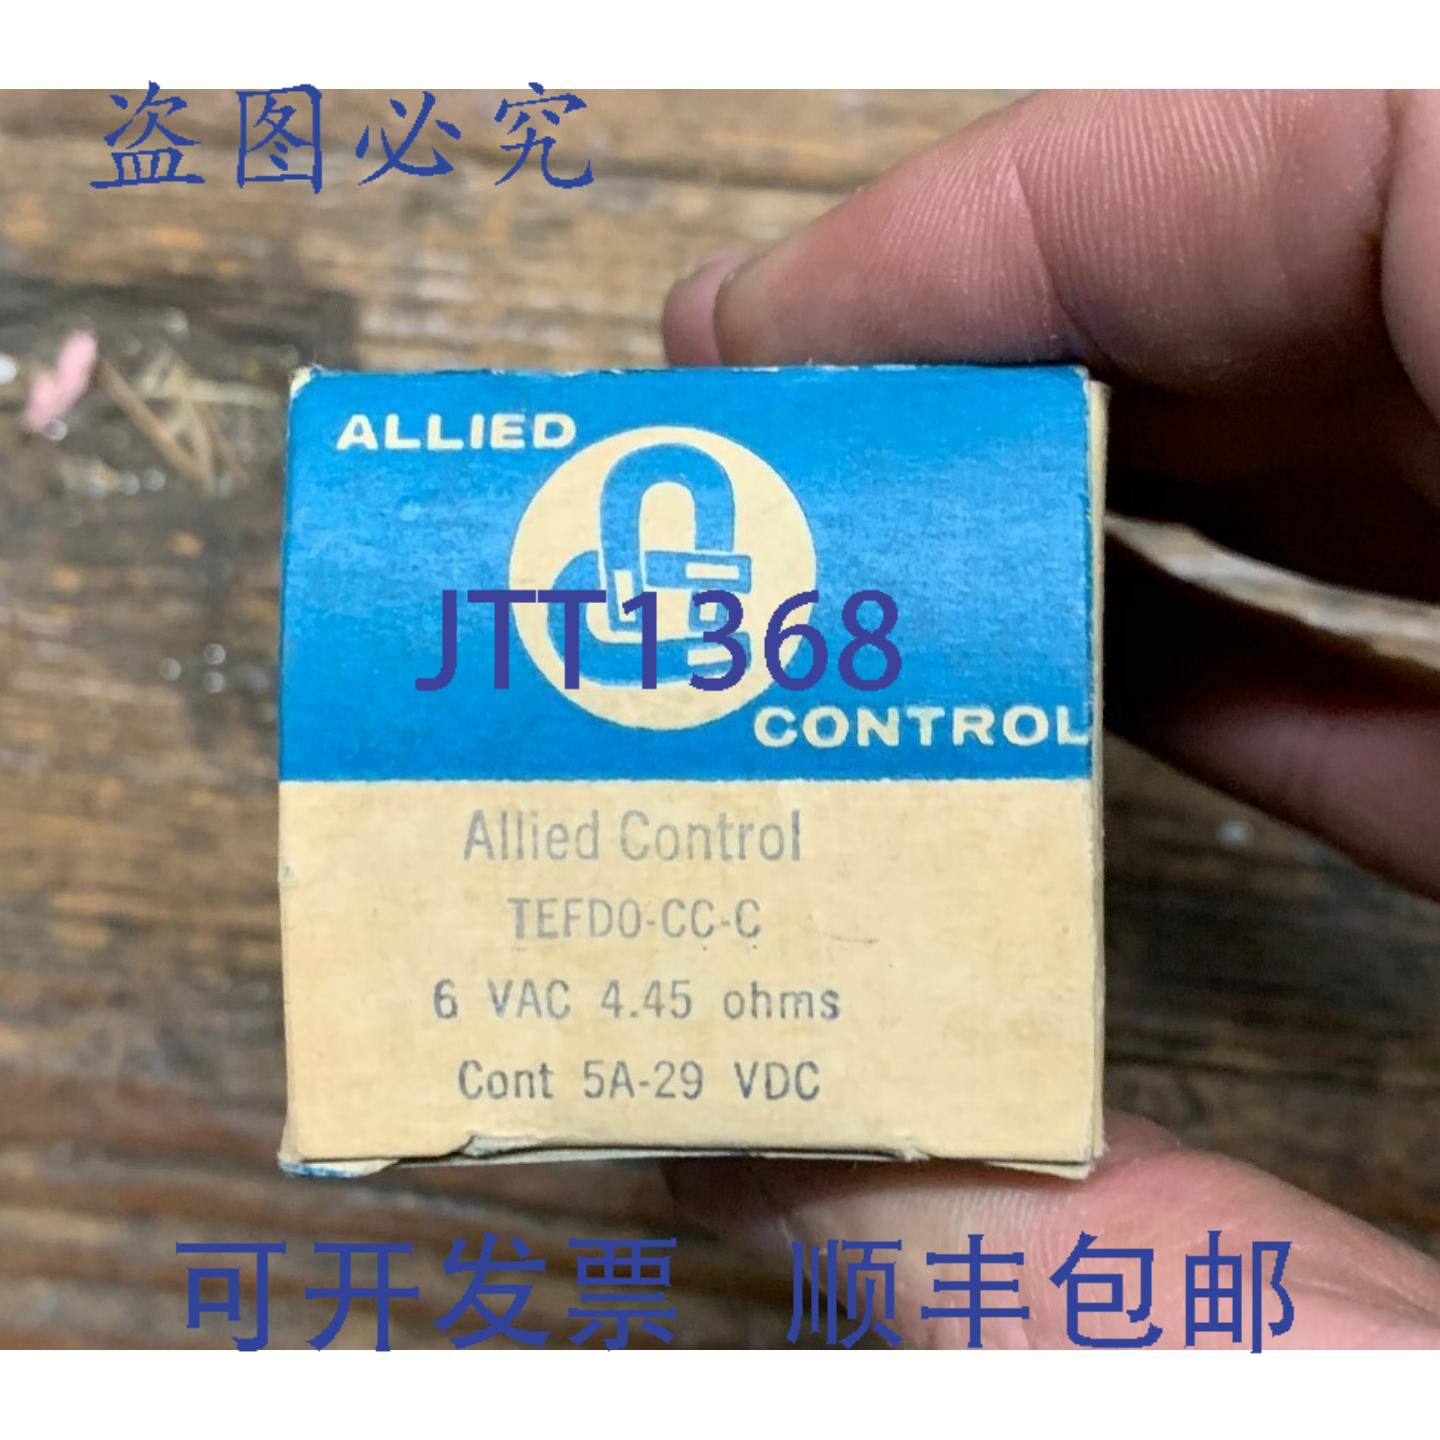 盗图必究
ALLIED
JTT1368
CONTROL
Allied Control
TEFDO-CC-C
6 VAC 4.45 ohms
Cont 5A-29 VDC
可开发票 顺丰包邮